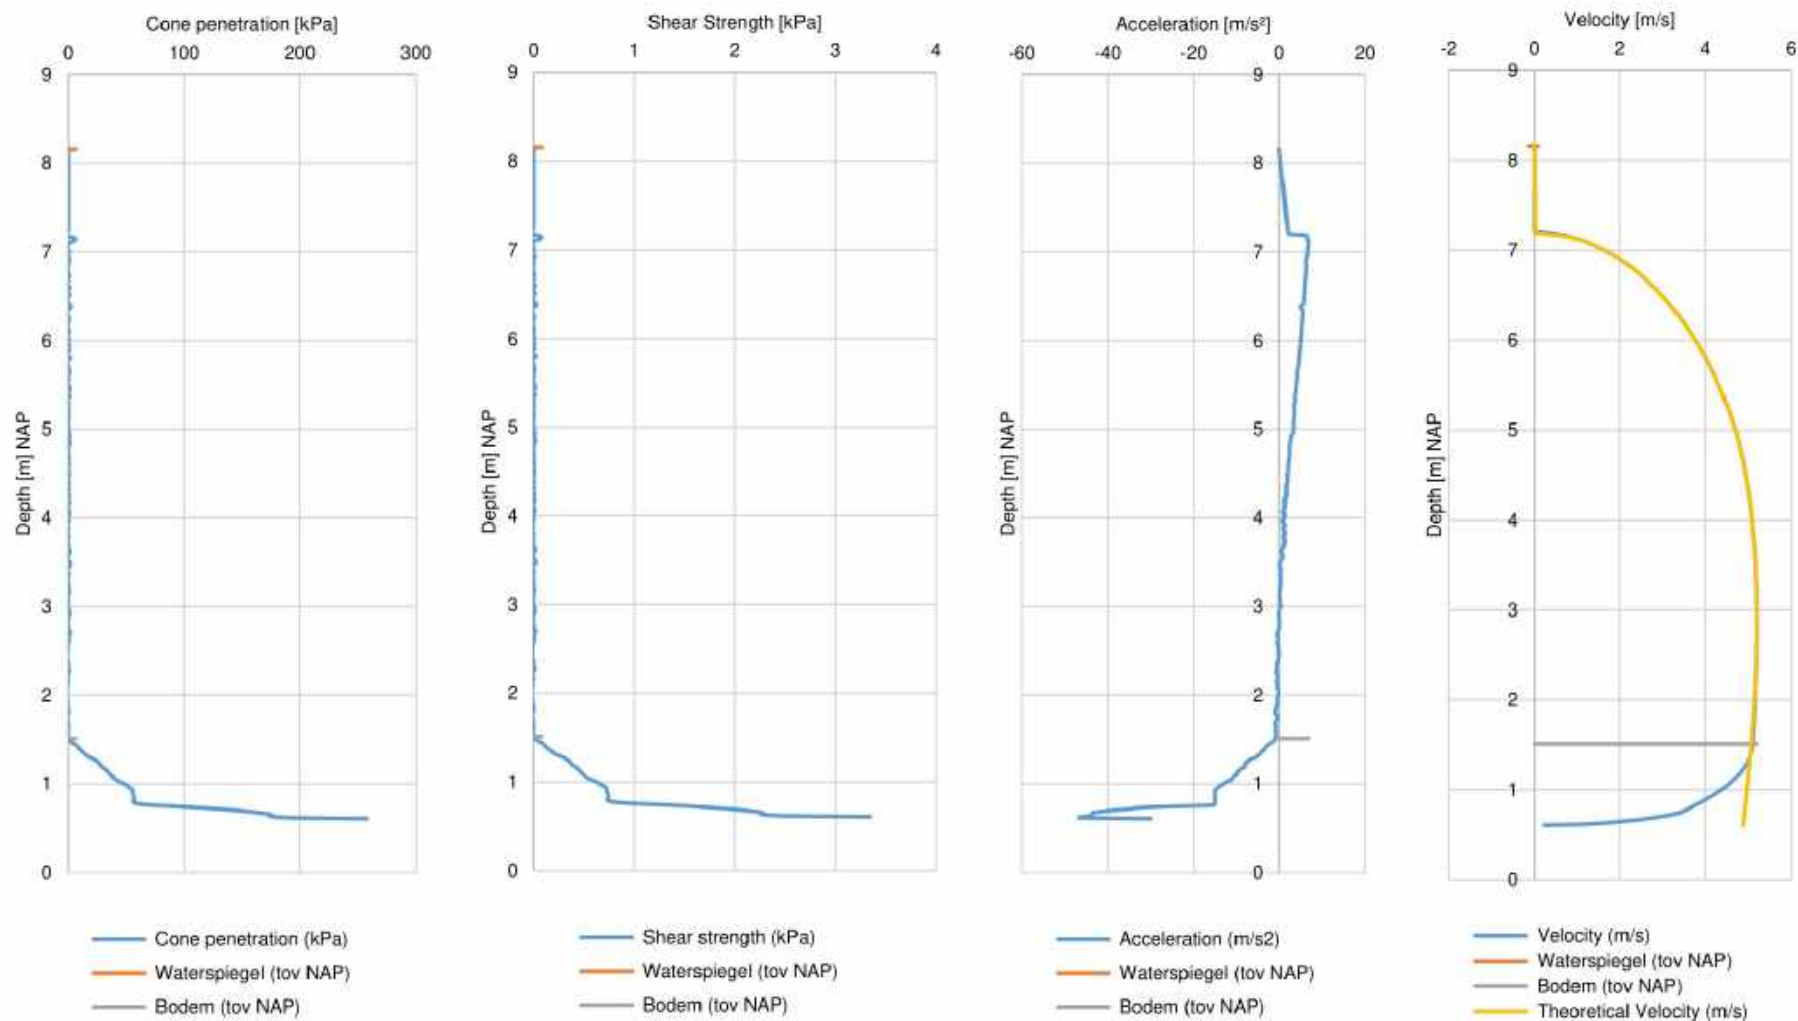 Cone penetration [kPa]
0 100 200 300
9
8
7
6
5
4
3
2
1
0
Depth [m] NAP
Cone penetration (kPa)
Waterspiegel (tov NAP)
Bodem (tov NAP)
Shear Strength [kPa]
0 1 2 3 4
9
8
7
6
5
4
3
2
1
0
Depth [m] NAP
Shear strength (kPa)
Waterspiegel (tov NAP)
Bodem (tov NAP)
Acceleration [m/s²]
-60 -40 -20 0 20
9
8
7
6
5
4
3
2
1
0
Depth [m] NAP
Acceleration (m/s2)
Waterspiegel (tov NAP)
Bodem (tov NAP)
Velocity [m/s]
-2 0 2 4 6
9
8
7
6
5
4
3
2
1
0
Depth [m] NAP
Velocity (m/s)
Waterspiegel (tov NAP)
Bodem (tov NAP)
Theoretical Velocity (m/s)